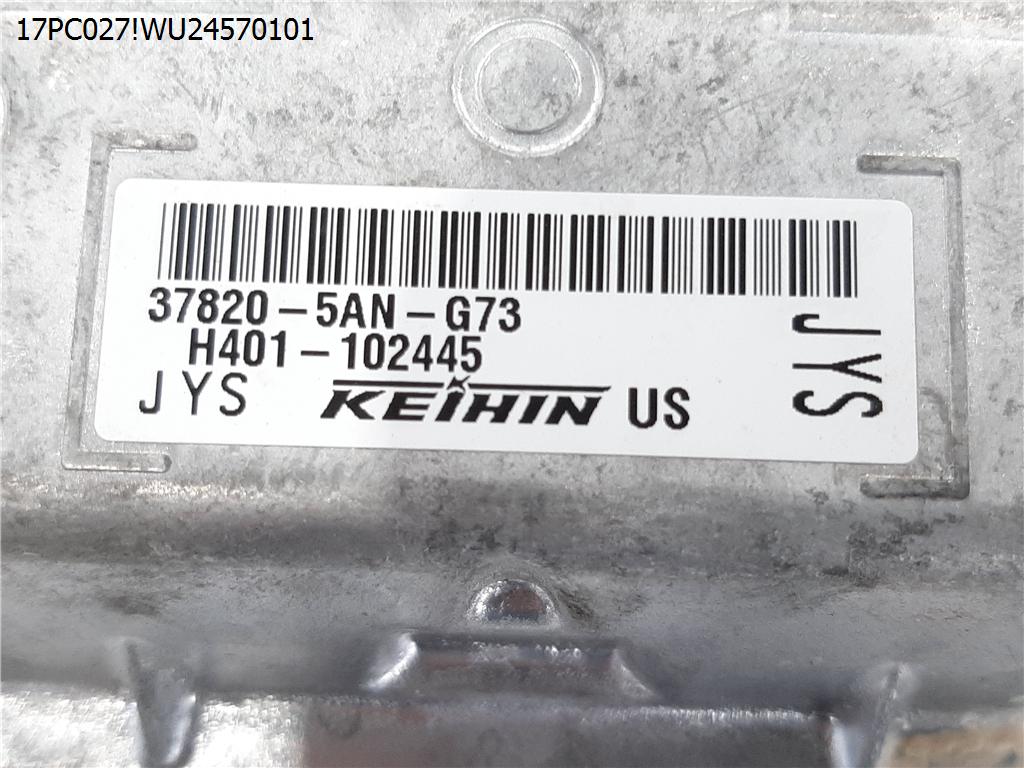 17PC027!WU24570101
37820-5AN-G73
H401-102445
JYS KEIHIN US
JYS